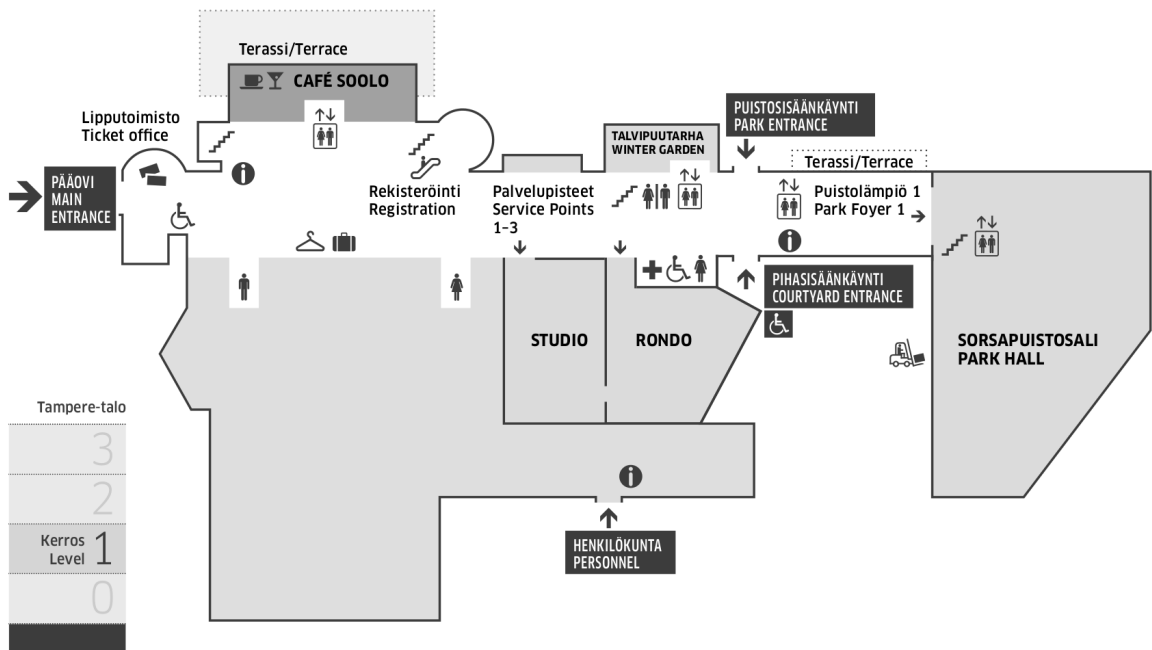 Terassi/Terrace
CAFÉ SOOLO
Lipputoimisto
Ticket office
PÄÄOVI
MAIN
ENTRANCE
Rekisteröinti
Registration
Palvelupisteet
Service Points
1–3
TALVIPUUTARHA
WINTER GARDEN
PUISTOSISÄÄNKÄYNTI
PARK ENTRANCE
Terassi/Terrace
Puistolämpiö 1
Park Foyer 1
PIHASISÄÄNKÄYNTI
COURTYARD ENTRANCE
STUDIO
RONDO
SORSAPUISTOSALI
PARK HALL
HENKILÖKUNTA
PERSONNEL
Tampere-talo
3
2
Kerros
Level
1
0